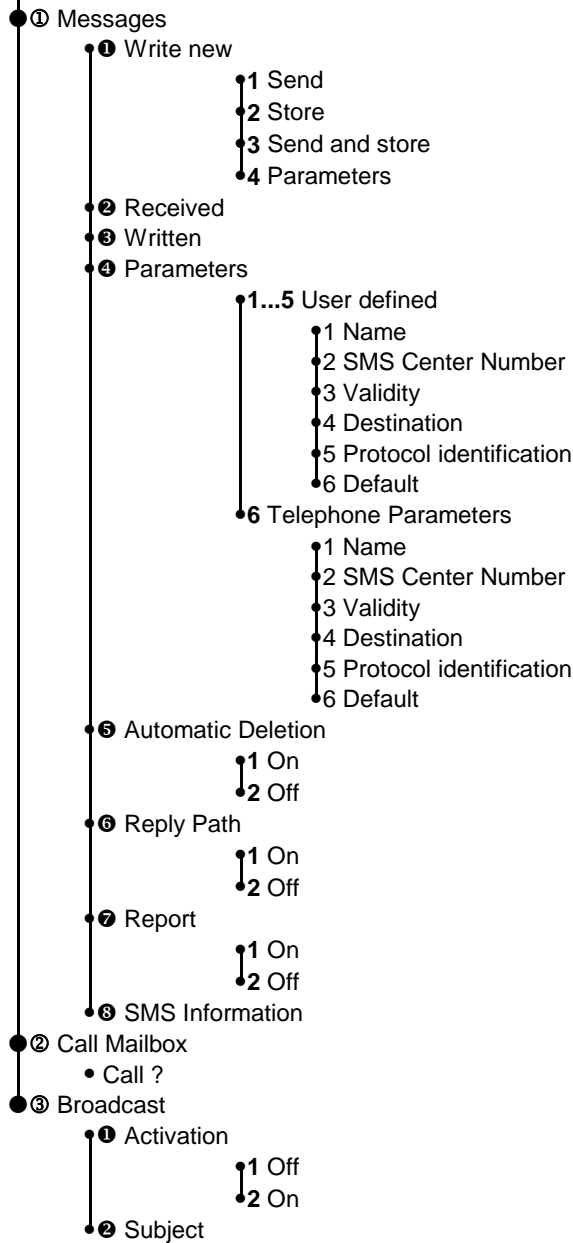 ① Messages
❶ Write new
1 Send
2 Store
3 Send and store
4 Parameters
❷ Received
❸ Written
❹ Parameters
1...5 User defined
1 Name
2 SMS Center Number
3 Validity
4 Destination
5 Protocol identification
6 Default
6 Telephone Parameters
1 Name
2 SMS Center Number
3 Validity
4 Destination
5 Protocol identification
6 Default
❺ Automatic Deletion
1 On
2 Off
❻ Reply Path
1 On
2 Off
❼ Report
1 On
2 Off
❽ SMS Information
② Call Mailbox
• Call ?
③ Broadcast
❶ Activation
1 Off
2 On
❷ Subject